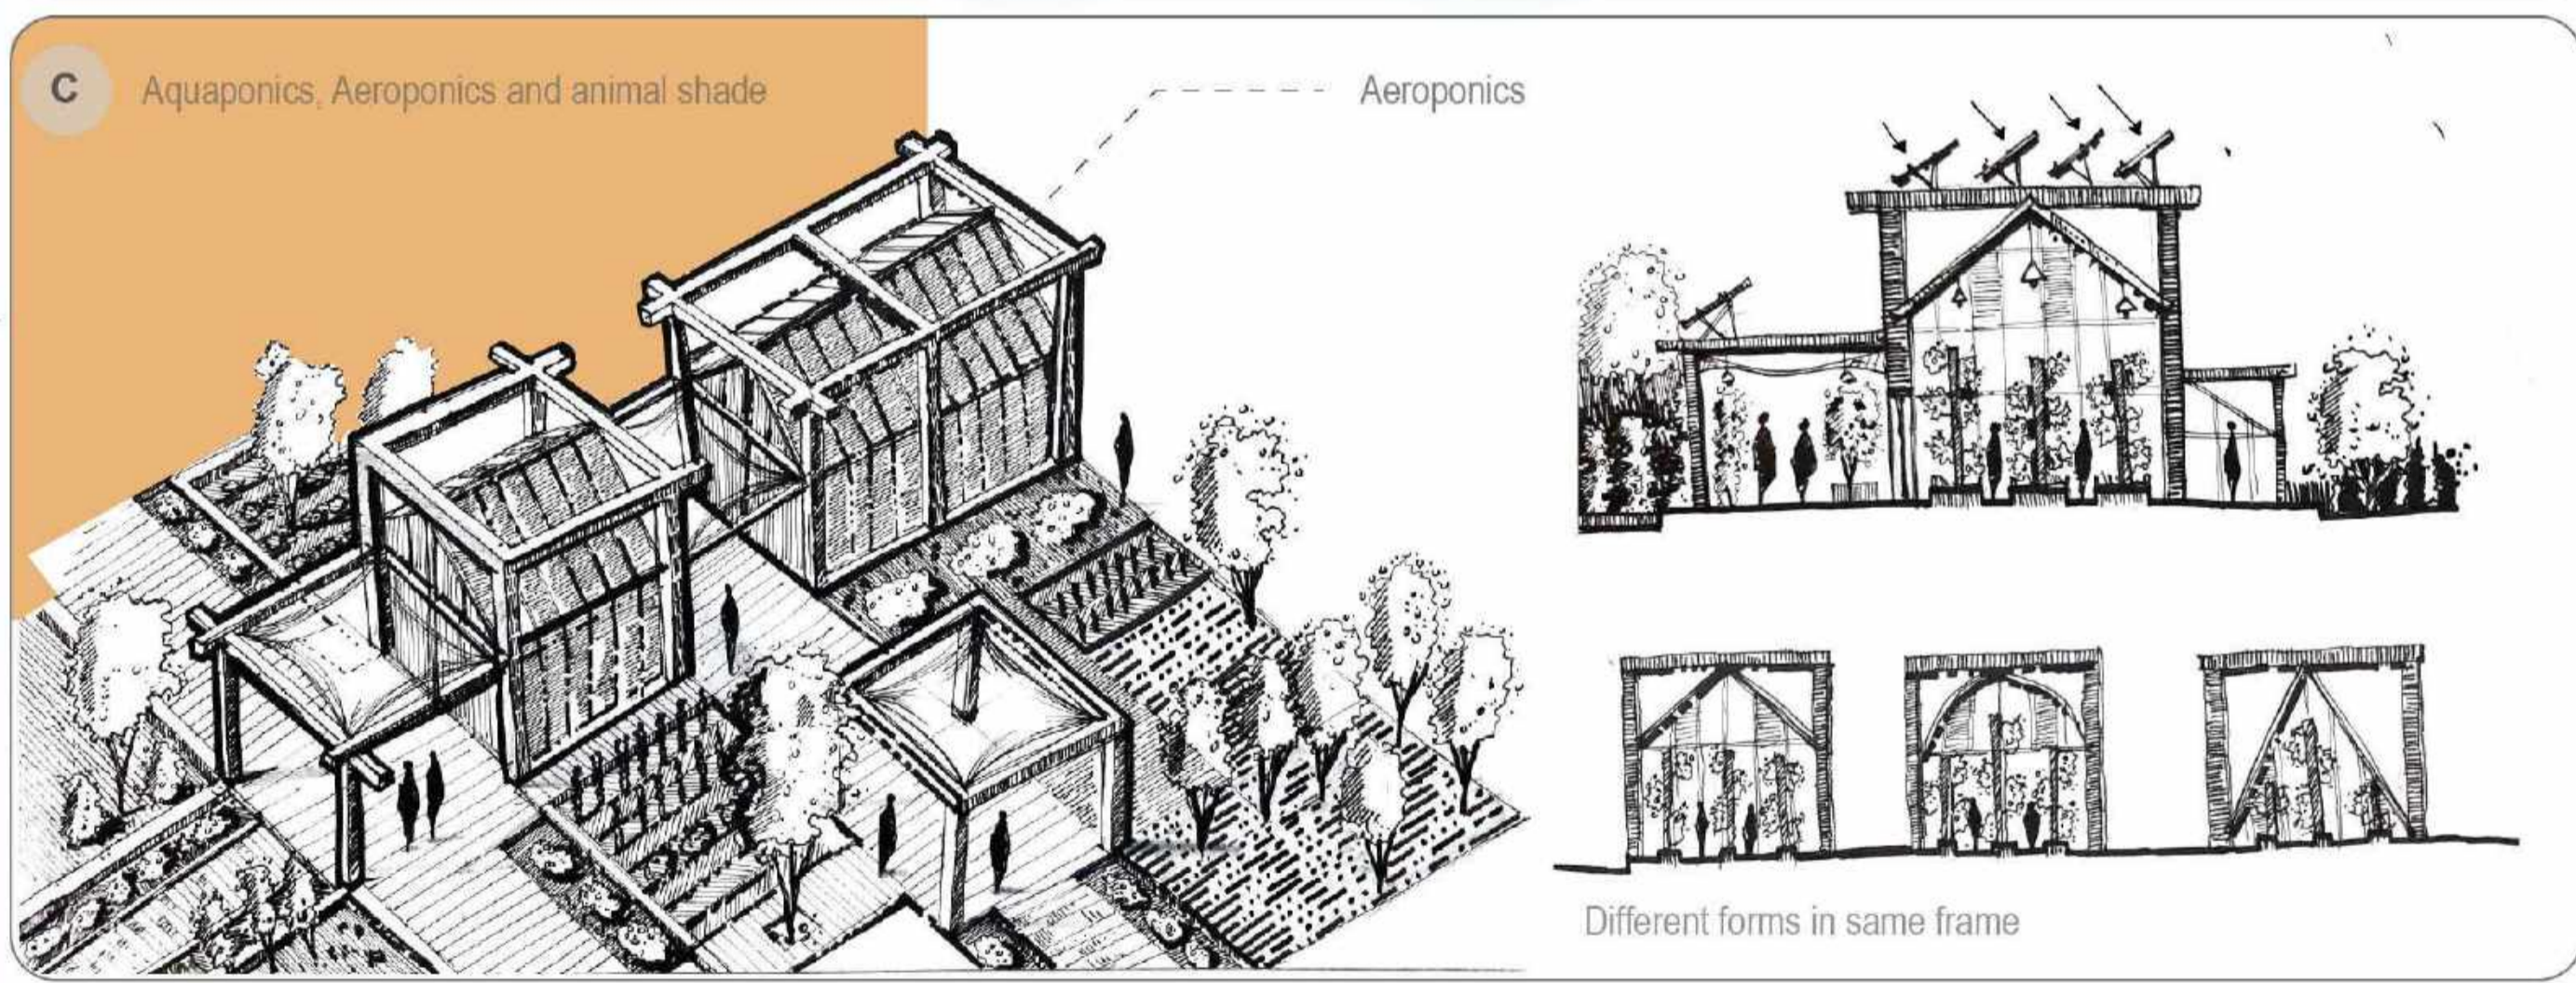 C
Aquaponics, Aeroponics and animal shade
Aeroponics
Different forms in same frame